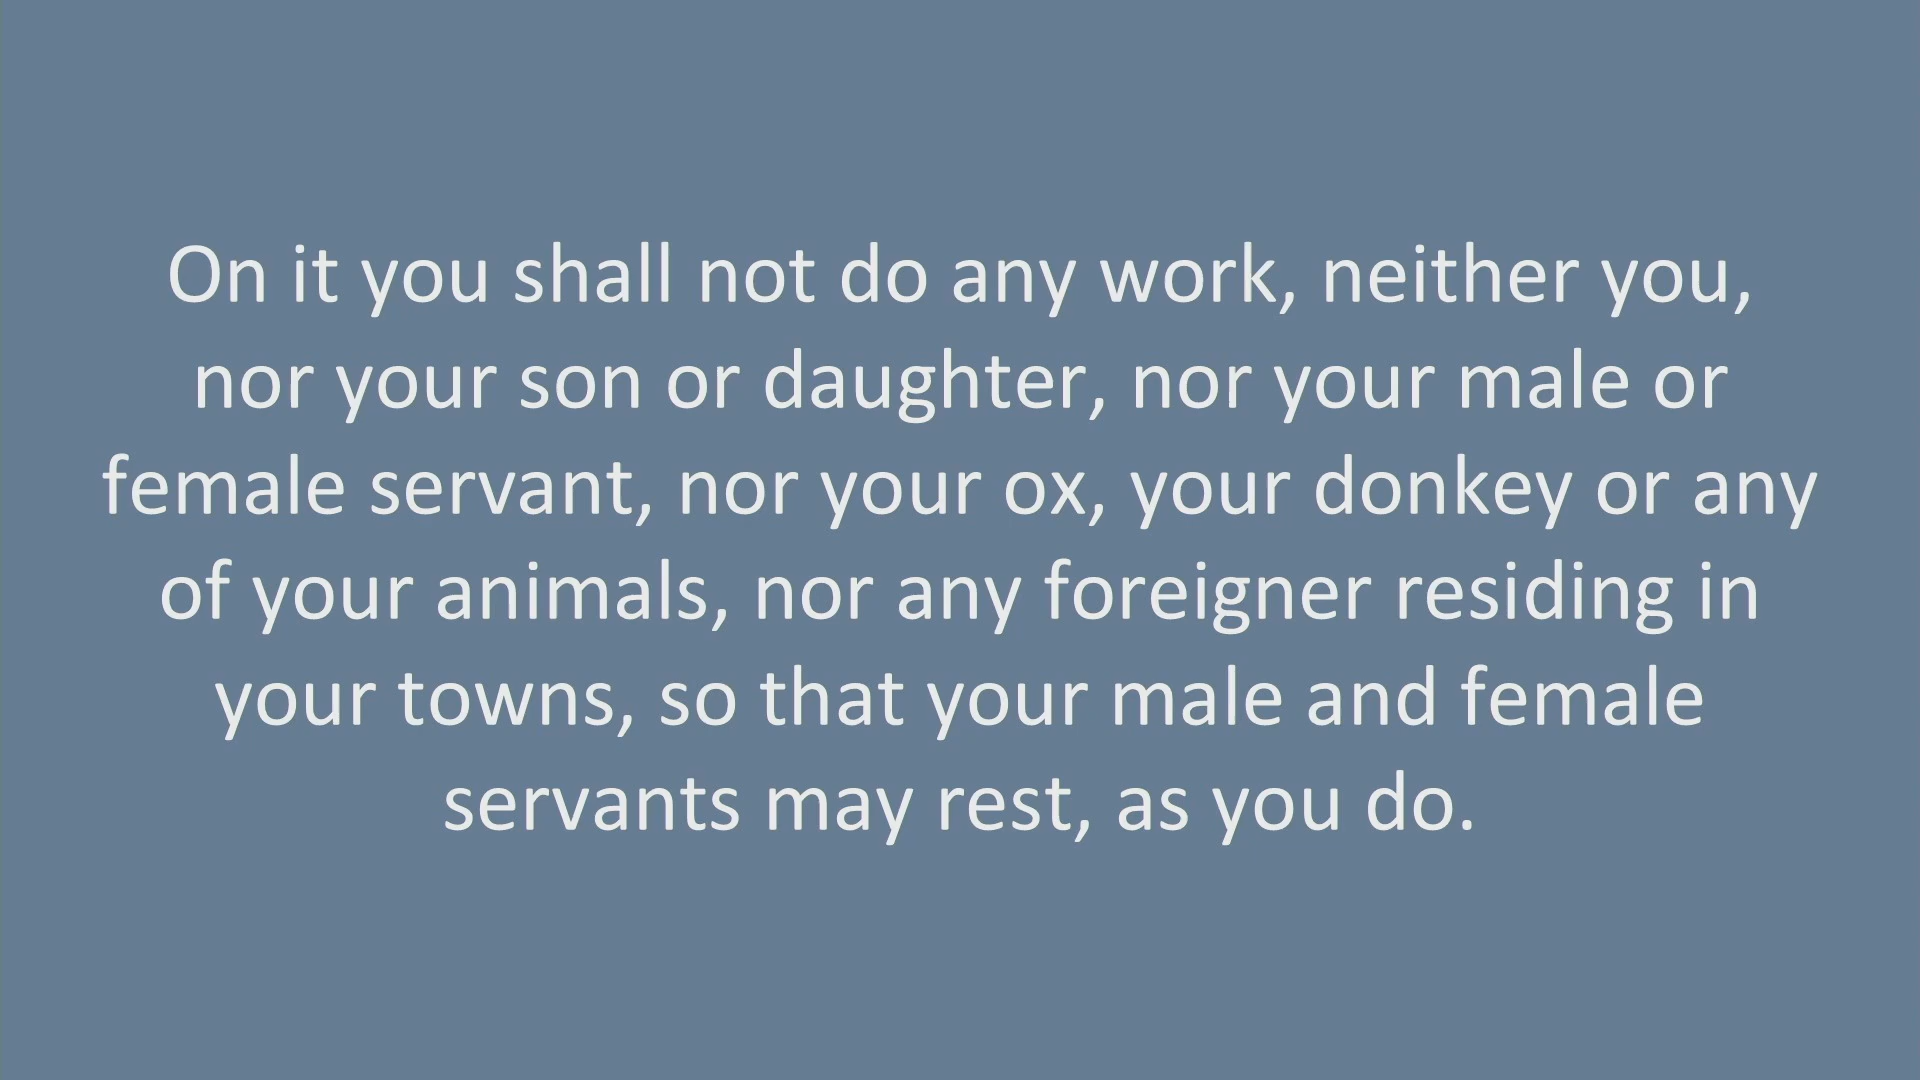 On it you shall not do any work, neither you,
nor your son or daughter, nor your male or
female servant, nor your ox, your donkey or any
of your animals, nor any foreigner residing in
your towns, so that your male and female
servants may rest, as you do.